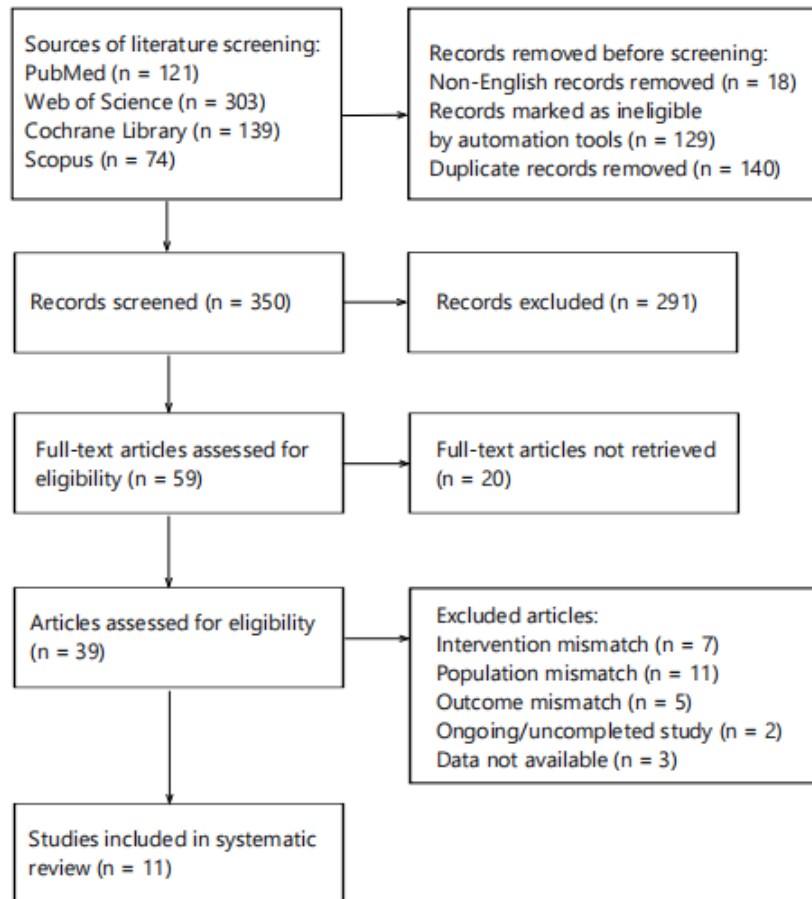 Sources of literature screening:
PubMed (n = 121)
Web of Science (n = 303)
Cochrane Library (n = 139)
Scopus (n = 74)
Records removed before screening:
Non-English records removed (n = 18)
Records marked as ineligible
by automation tools (n = 129)
Duplicate records removed (n = 140)
Records screened (n = 350)
Records excluded (n = 291)
Full-text articles assessed for
eligibility (n = 59)
Full-text articles not retrieved
(n = 20)
Articles assessed for eligibility
(n = 39)
Excluded articles:
Intervention mismatch (n = 7)
Population mismatch (n = 11)
Outcome mismatch (n = 5)
Ongoing/uncompleted study (n = 2)
Data not available (n = 3)
Studies included in systematic
review (n = 11)